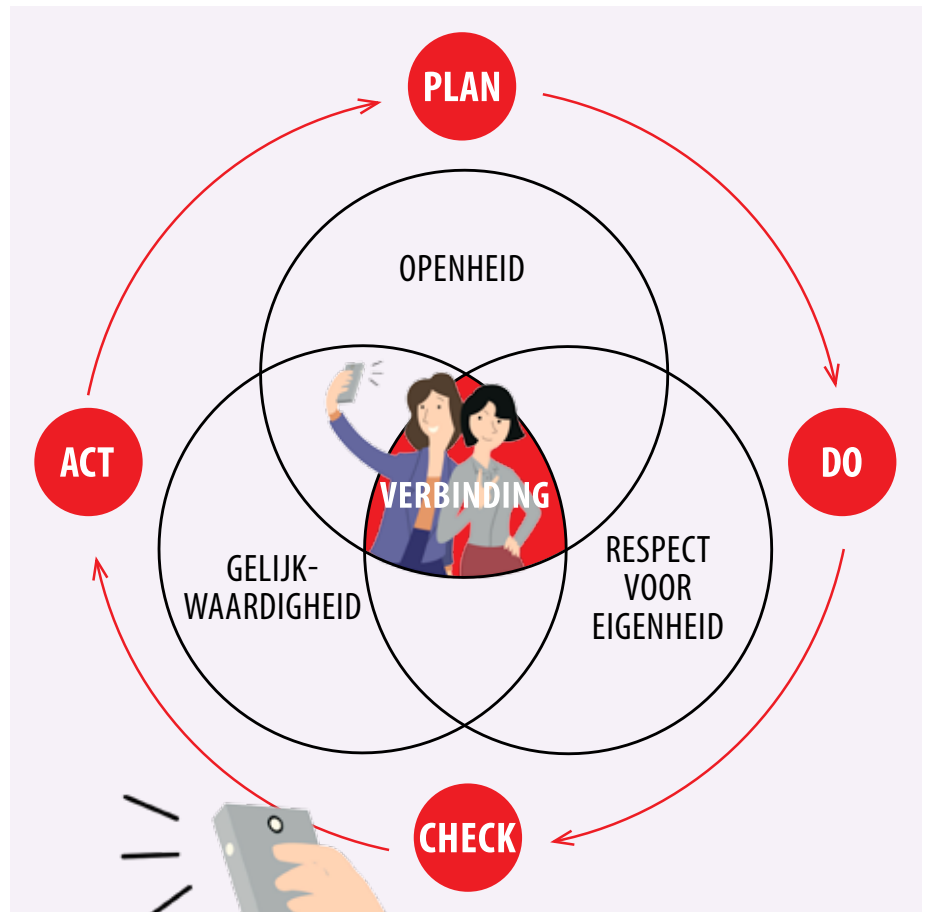 PLAN
OPENHEID
ACT
DO
VERBINDING
GELIJK-
WAARDIGHEID
RESPECT
VOOR
EIGENHEID
CHECK